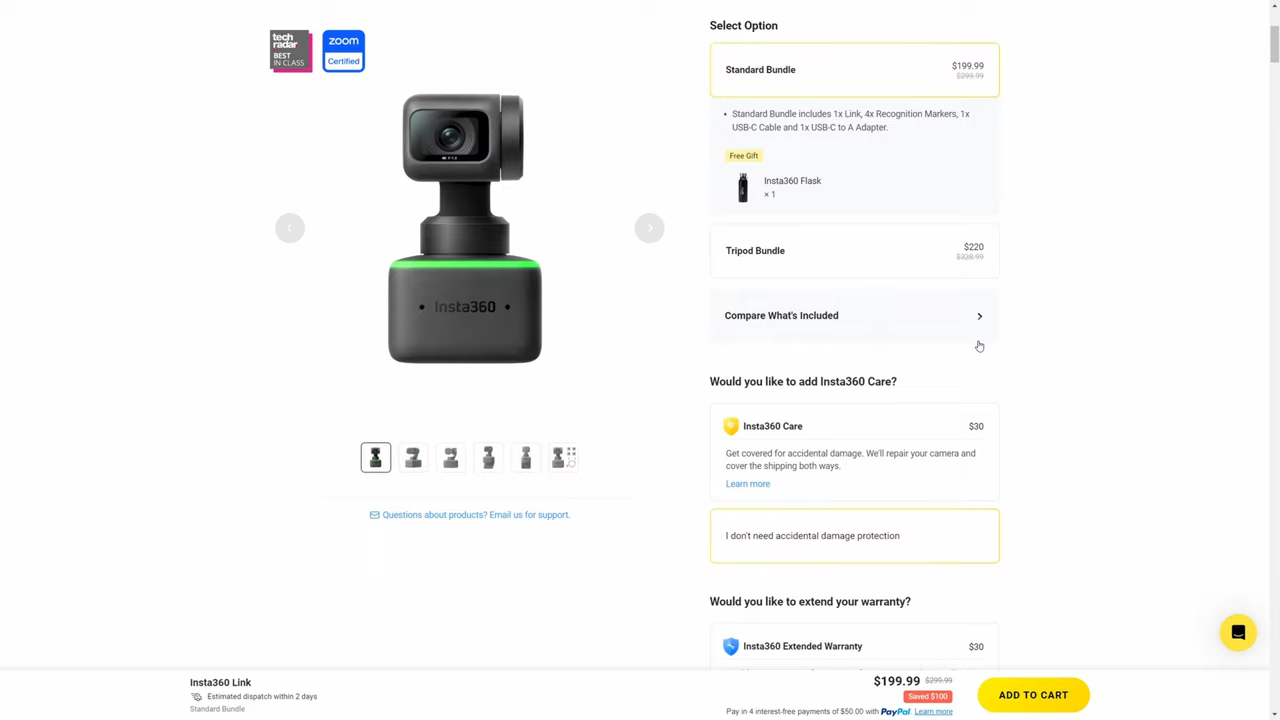 tech
radar
BEST
IN CLASS
zoom
Certified
Insta360
Questions about products? Email us for support.
Select Option
Standard Bundle
$199.99
$299.99
• Standard Bundle includes 1x Link, 4x Recognition Markers, 1x
USB-C Cable and 1x USB-C to A Adapter.
Free Gift
Insta360 Flask
× 1
Tripod Bundle
$220
$328.99
Compare What's Included
Would you like to add Insta360 Care?
Insta360 Care
$30
Get covered for accidental damage. We'll repair your camera and
cover the shipping both ways.
Learn more
I don't need accidental damage protection
Would you like to extend your warranty?
Insta360 Extended Warranty
$30
Insta360 Link
Estimated dispatch within 2 days
Standard Bundle
$199.99 $299.99
Saved $100
Pay in 4 interest-free payments of $50.00 with PayPal Learn more
ADD TO CART